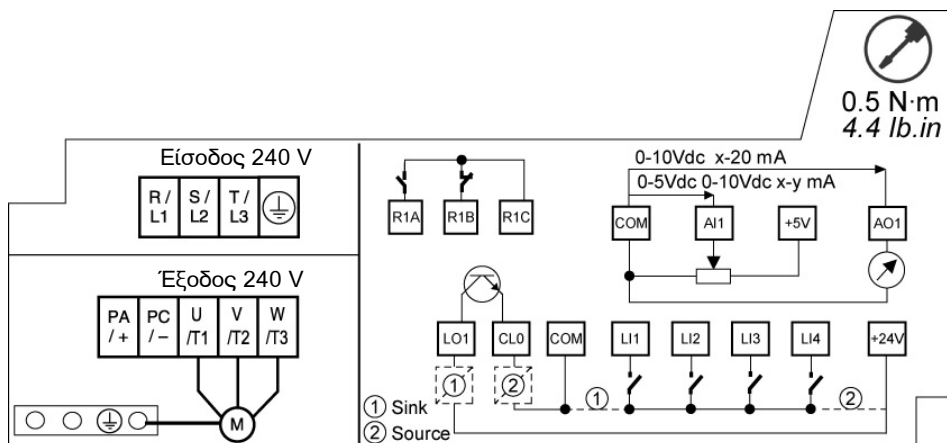 0.5 N·m
4.4 lb.in
Είσοδος 240 V
R / L1
S / L2
T / L3
Έξοδος 240 V
PA / +
PC / –
U /T1
V /T2
W /T3
M
R1A R1B R1C
0-10Vdc x-20 mA
0-5Vdc 0-10Vdc x-y mA
COM AI1 +5V AO1
LO1 CL0 COM LI1 LI2 LI3 LI4 +24V
① ② ① ②
① Sink
② Source